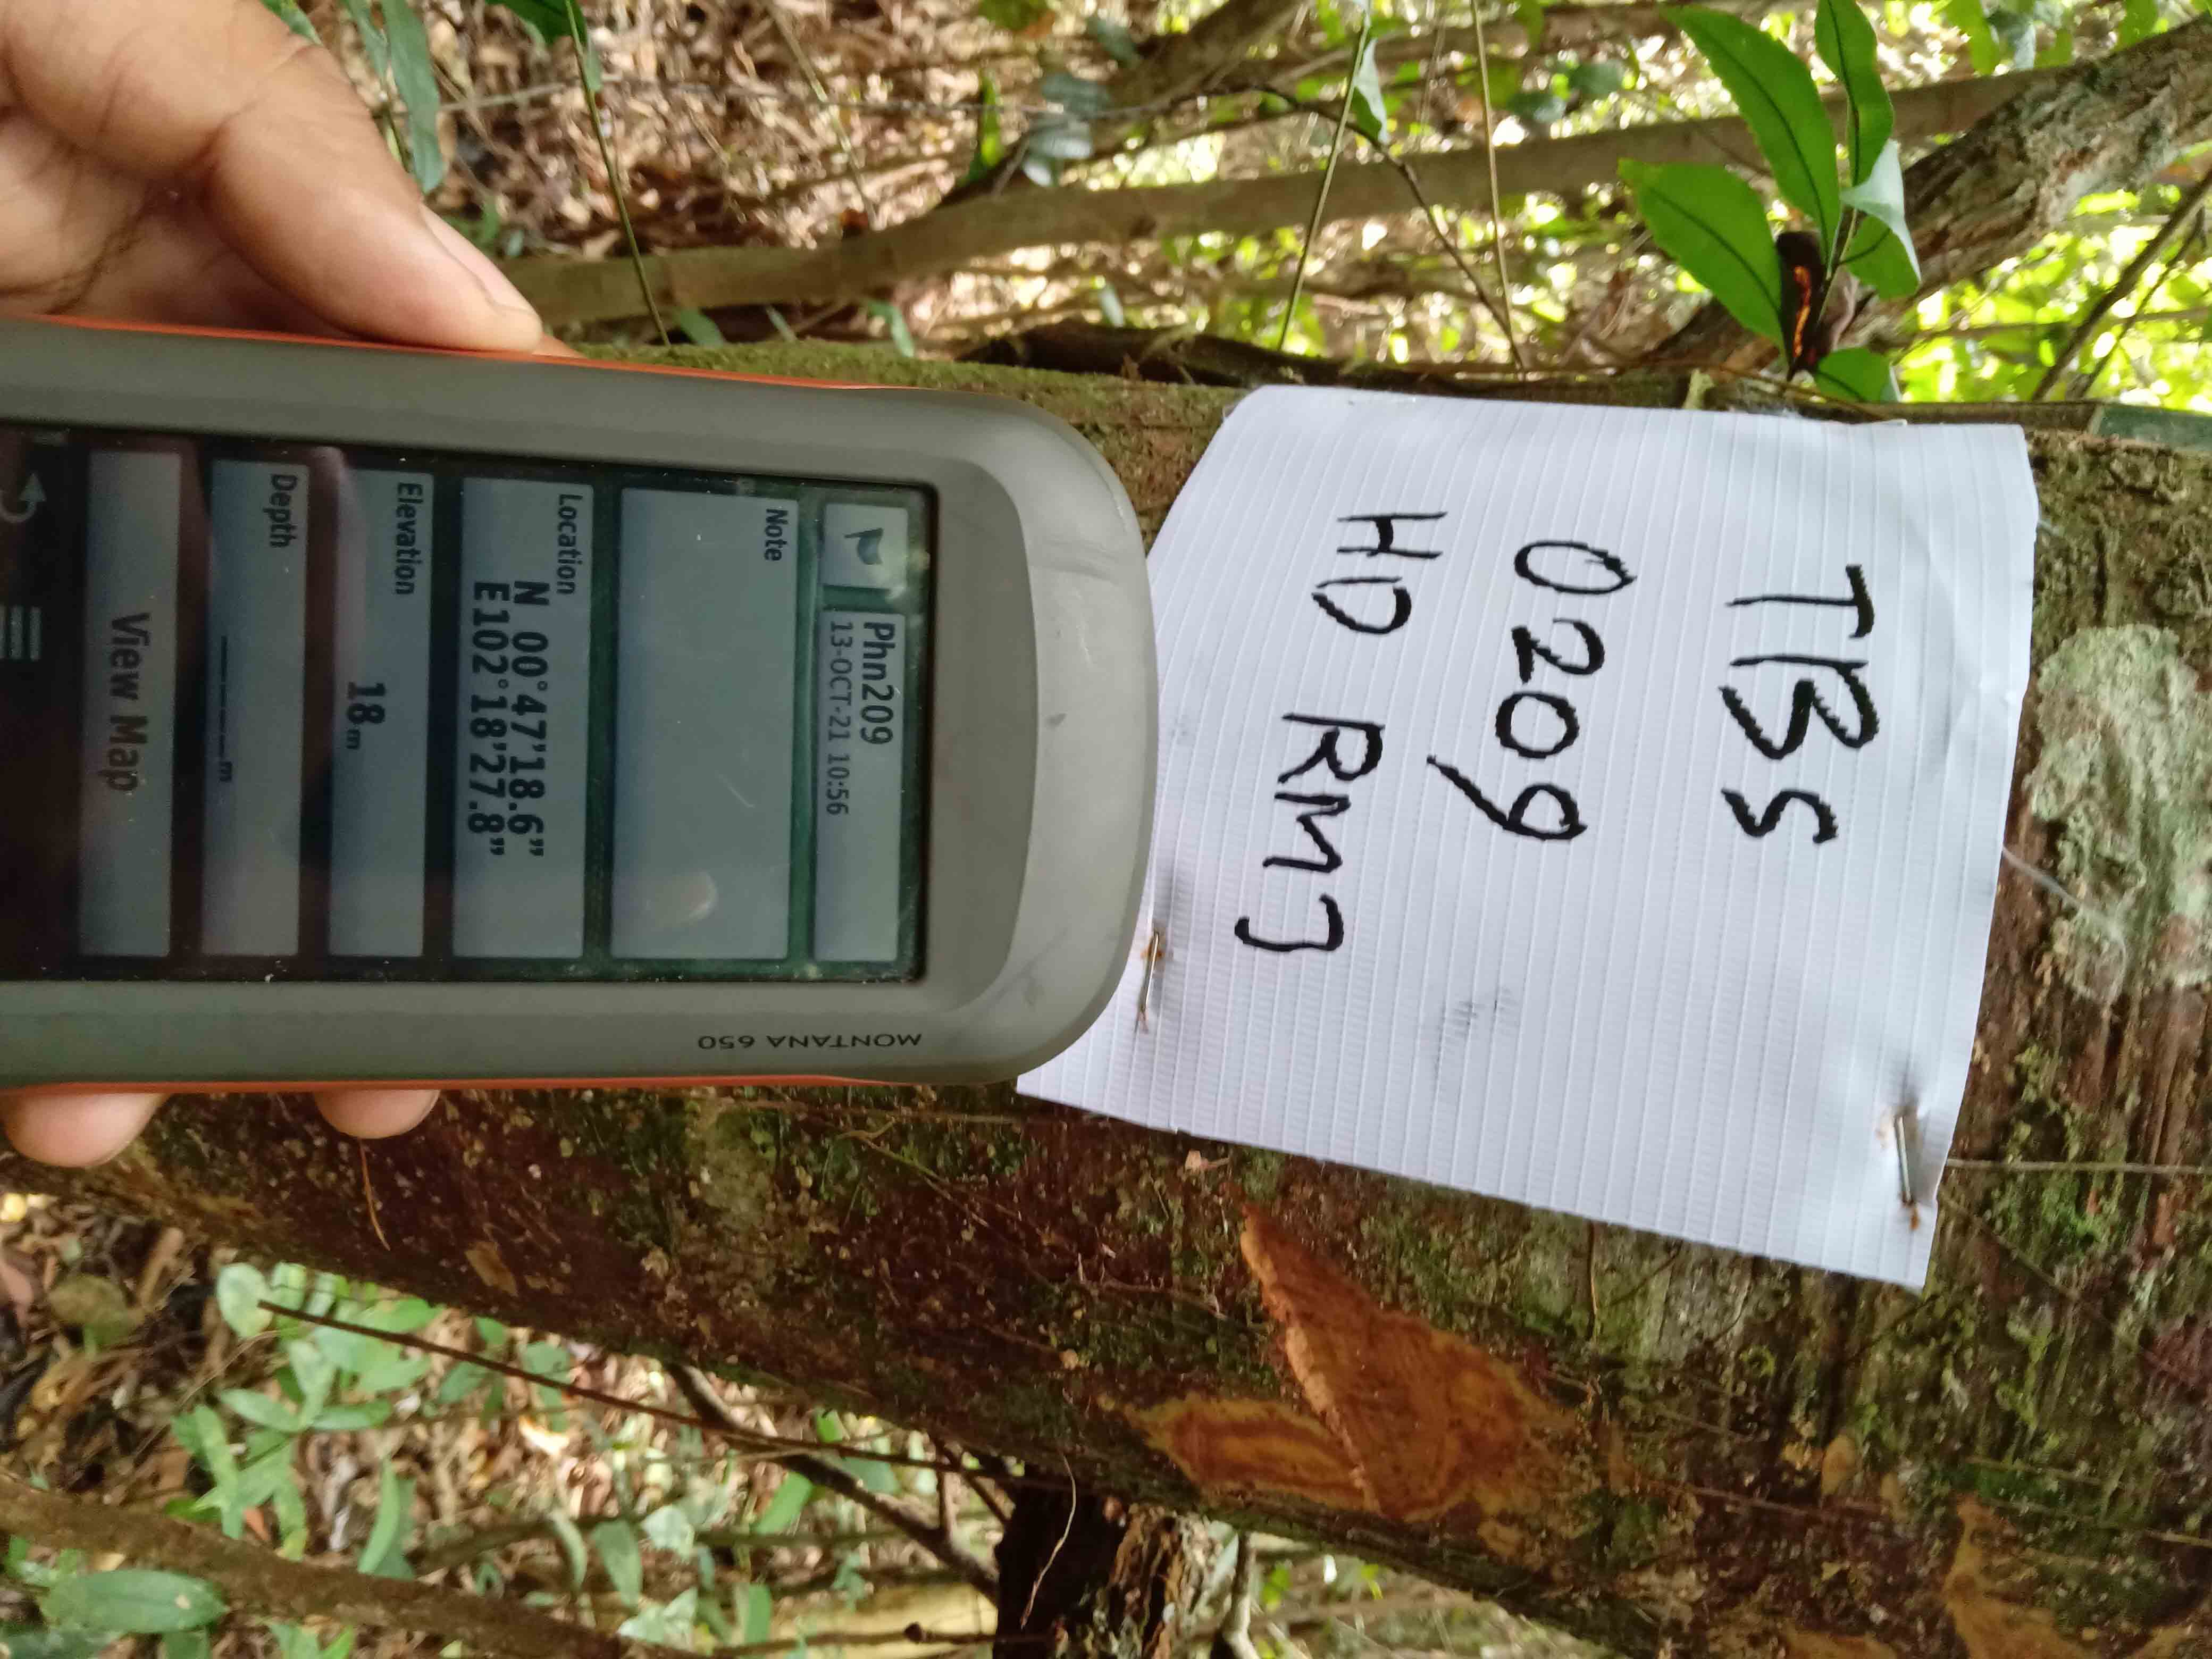 TBS
0209
HD RMJ
MONTANA 650
Phn209
13-OCT-21 10:56
Note
Location
N 00°47'18.6"
E102°18'27.8"
Elevation
18m
Depth
_____m
View Map